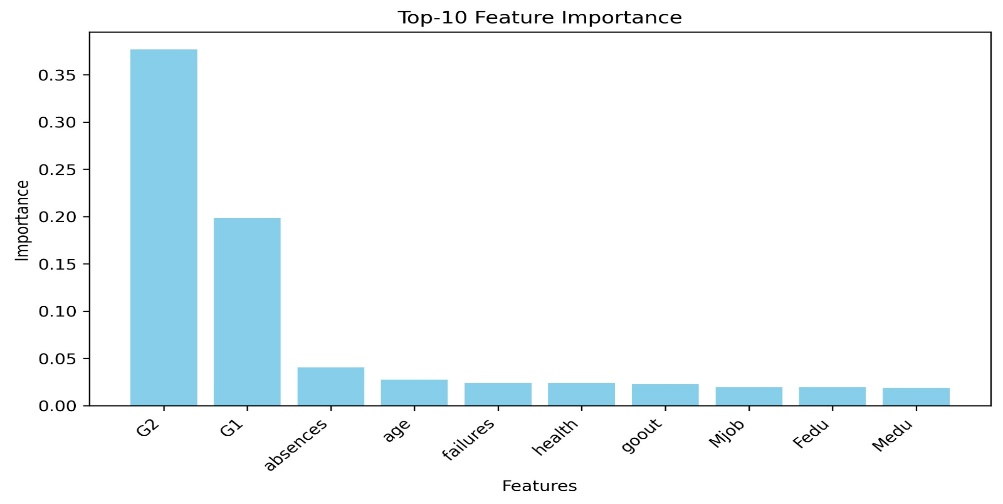 Top-10 Feature Importance
Importance
0.35
0.30
0.25
0.20
0.15
0.10
0.05
0.00
G2
G1
absences
age
failures
health
goout
Mjob
Fedu
Medu
Features